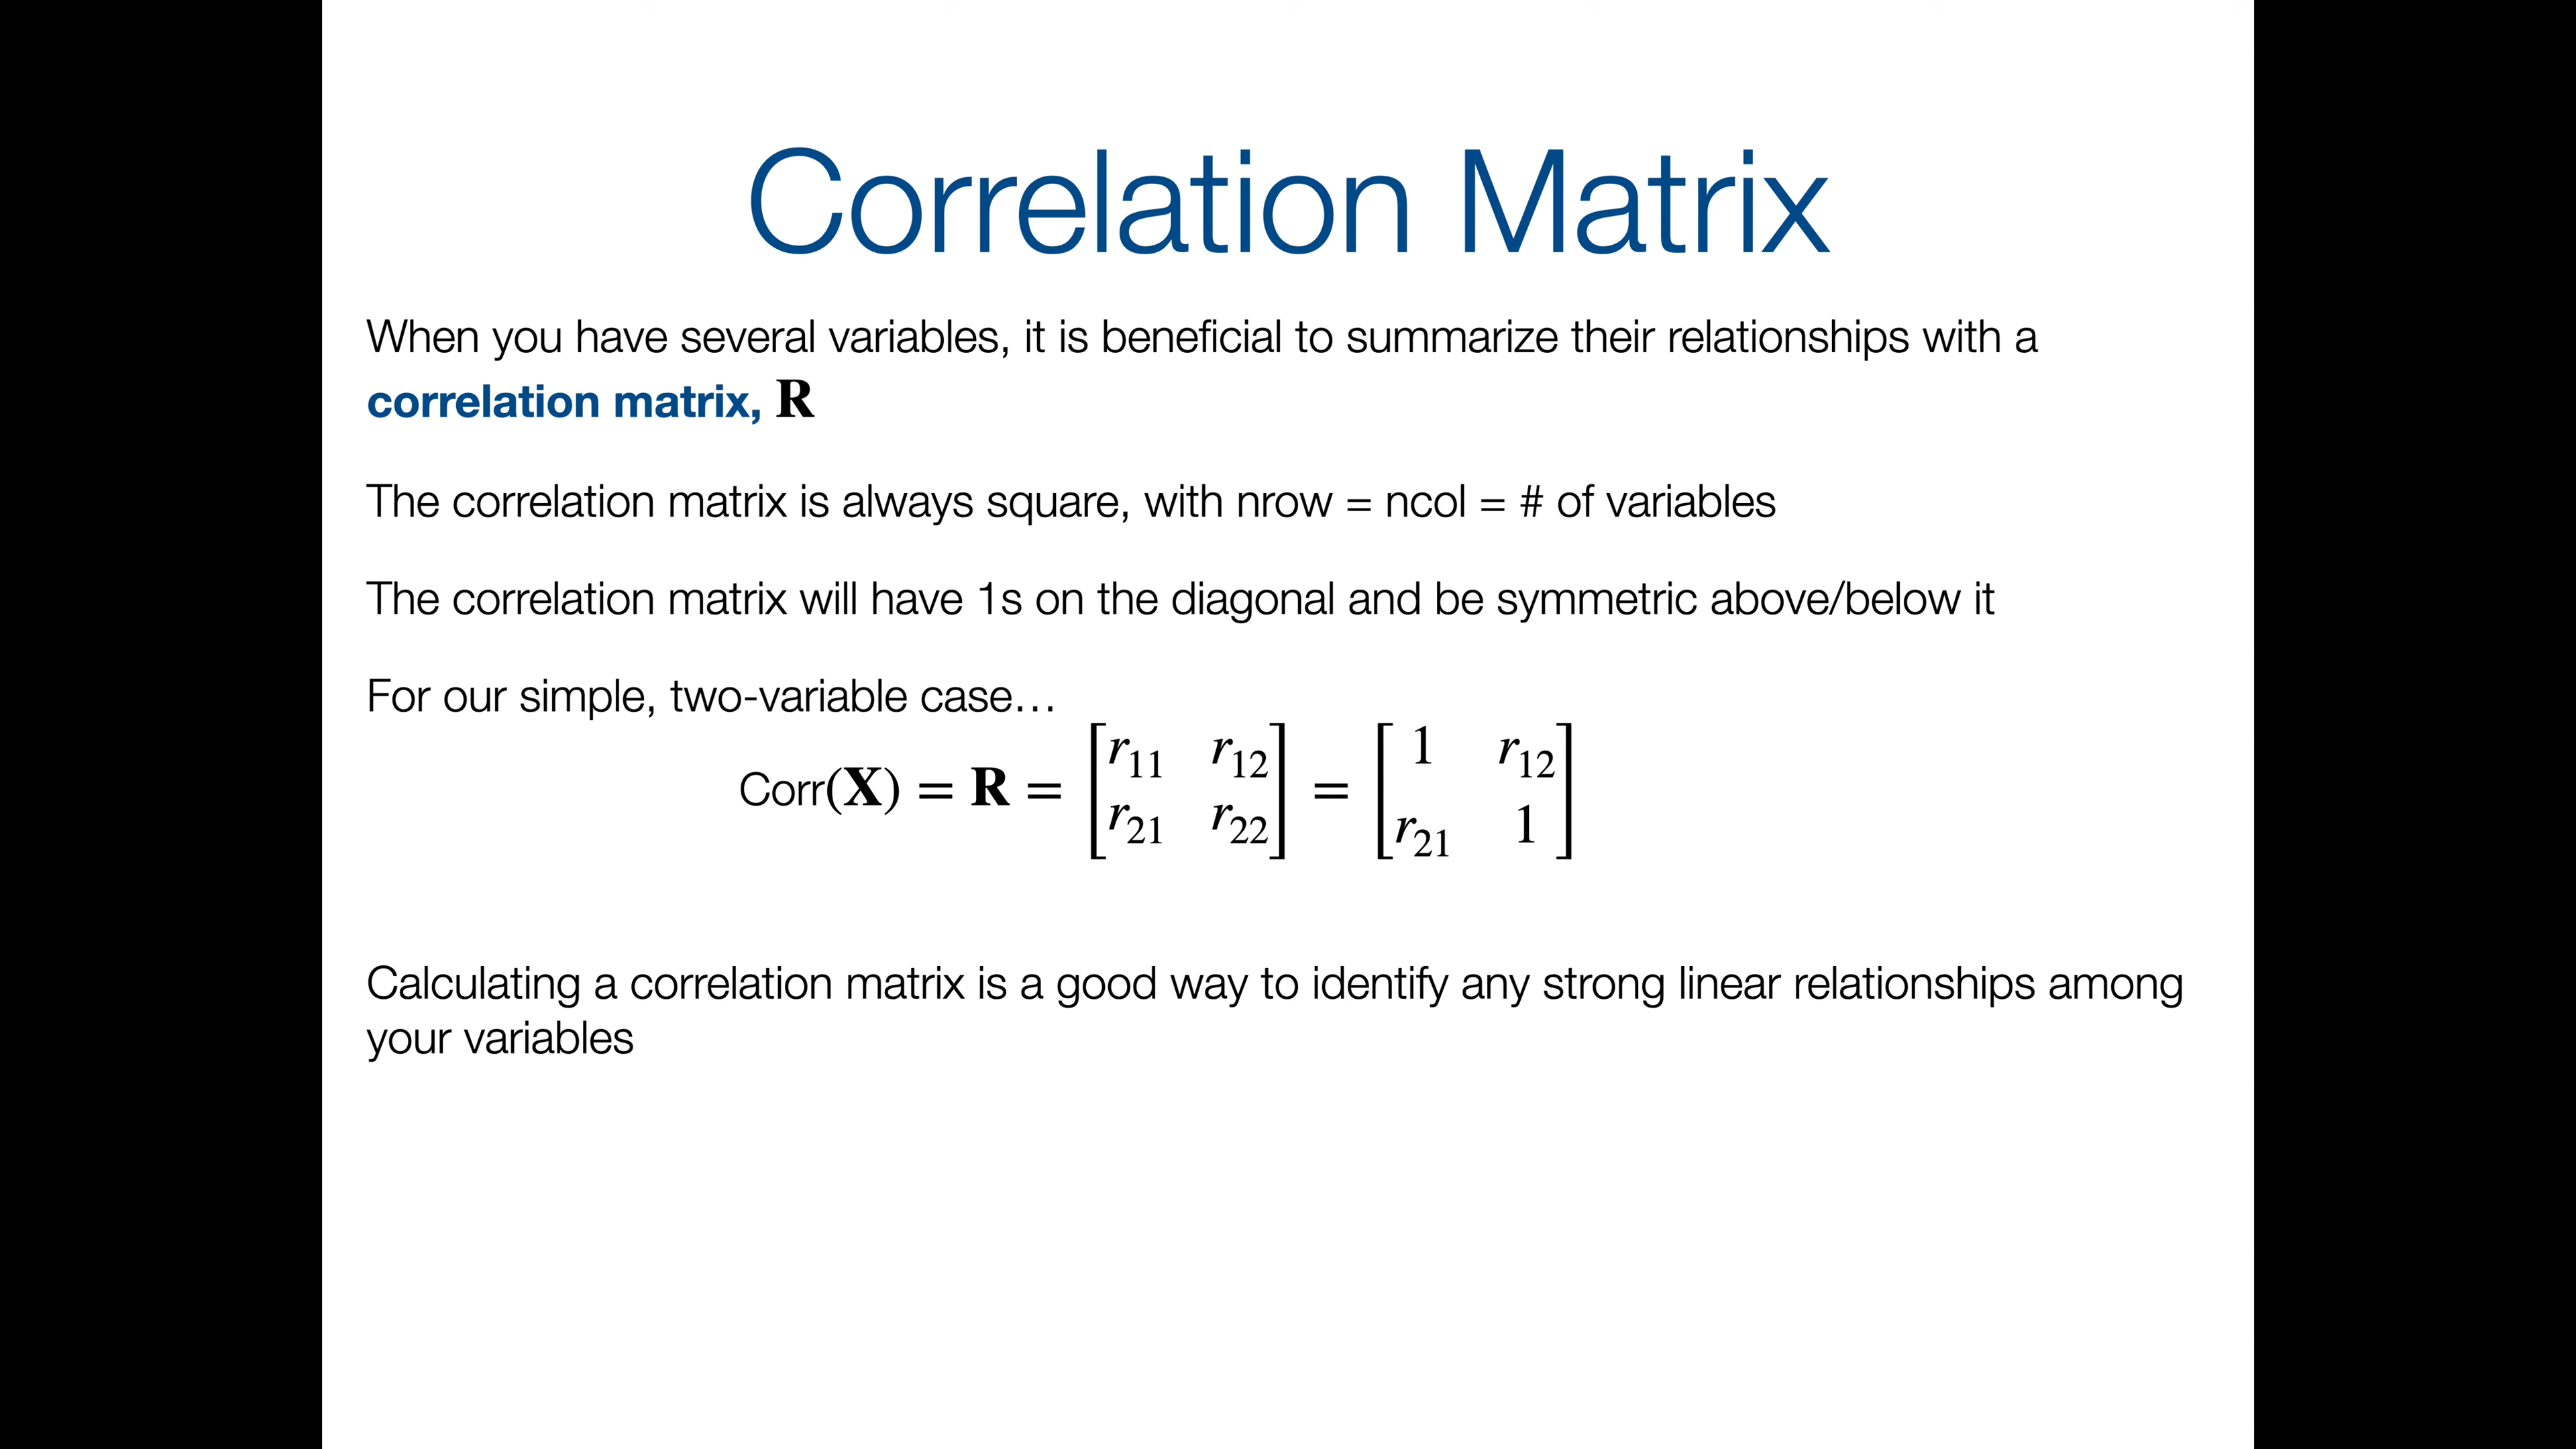 Correlation Matrix
When you have several variables, it is beneficial to summarize their relationships with a
correlation matrix, R
The correlation matrix is always square, with nrow = ncol = # of variables
The correlation matrix will have 1s on the diagonal and be symmetric above/below it
For our simple, two-variable case…
Corr(X) = R = [r₁₁ r₁₂; r₂₁ r₂₂] = [1 r₁₂; r₂₁ 1]
Calculating a correlation matrix is a good way to identify any strong linear relationships among
your variables